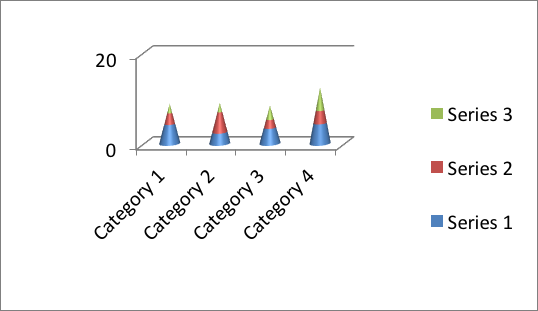 20
0
Category 1
Category 2
Category 3
Category 4
Series 3
Series 2
Series 1